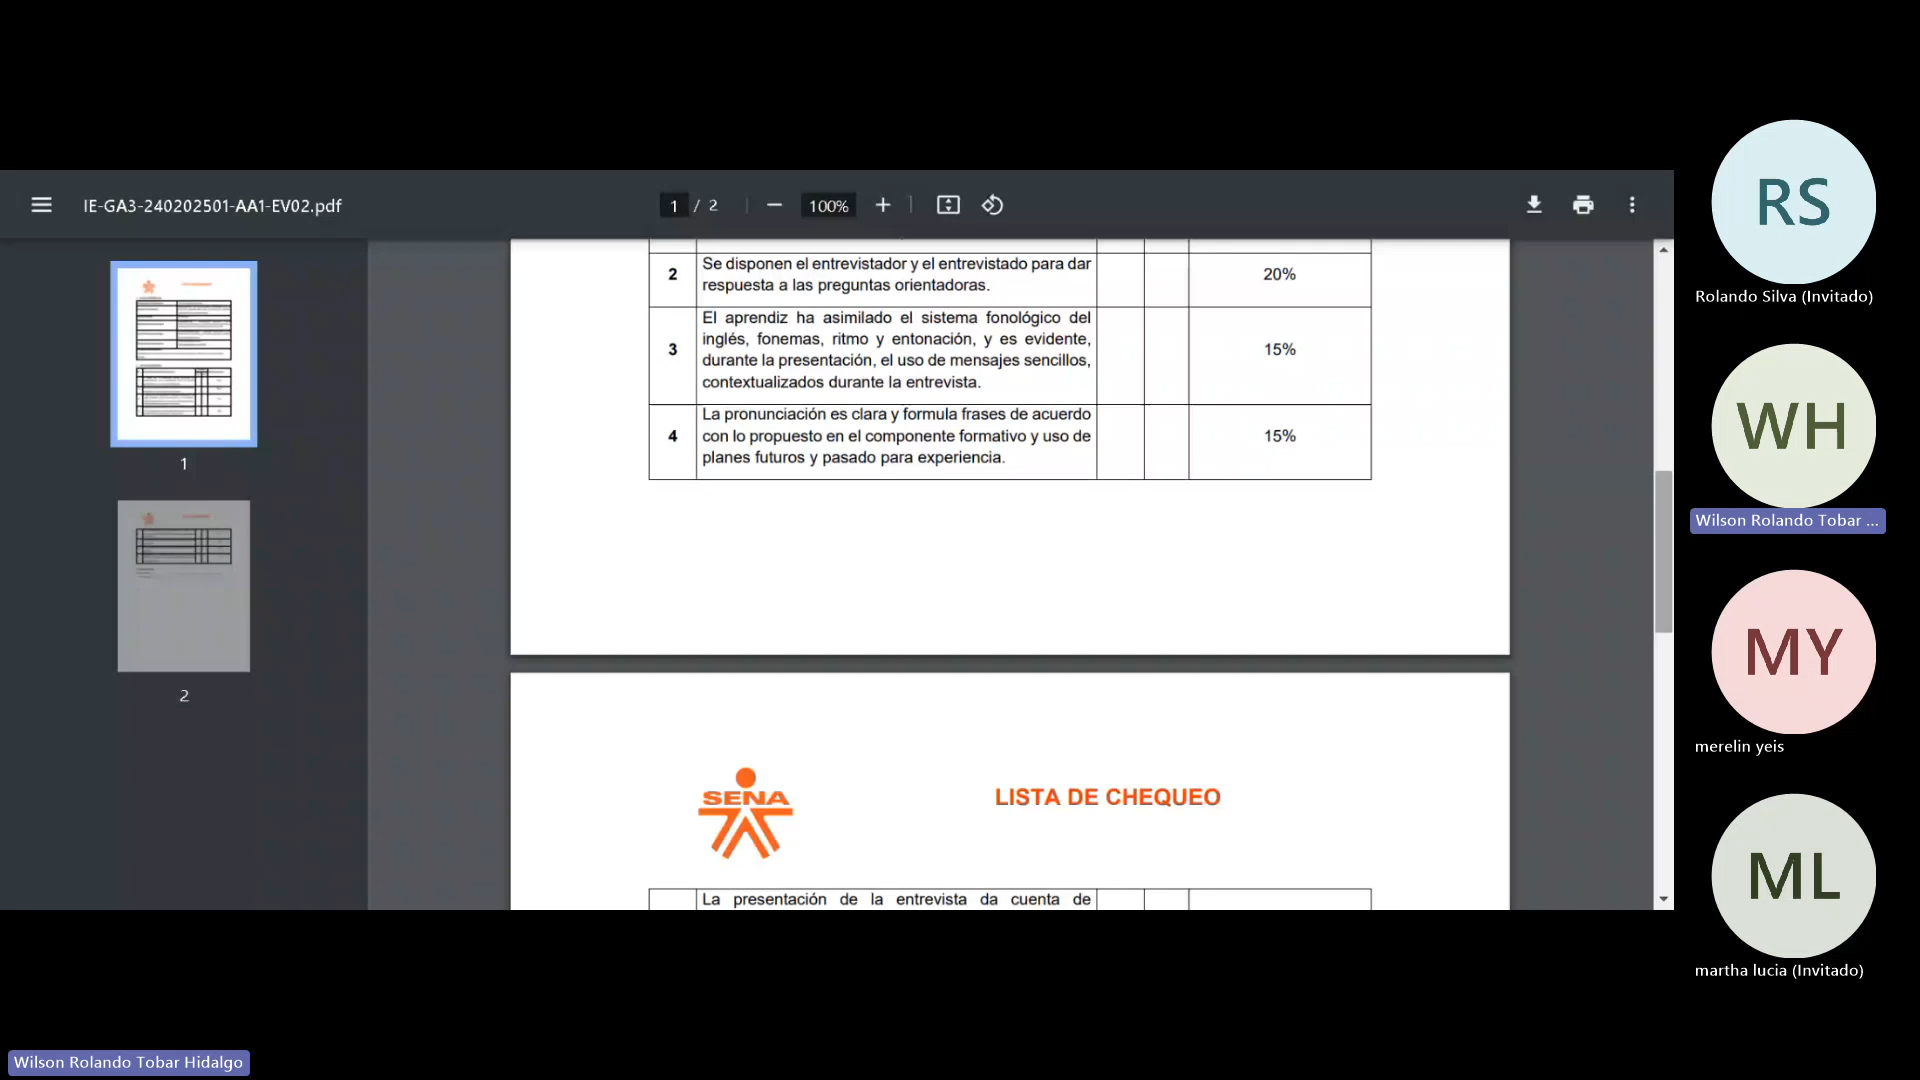 IE-GA3-240202501-AA1-EV02.pdf
1 / 2
100%
1
2
2 Se disponen el entrevistador y el entrevistado para dar 20%
respuesta a las preguntas orientadoras.
3 El aprendiz ha asimilado el sistema fonológico del 15%
inglés, fonemas, ritmo y entonación, y es evidente,
durante la presentación, el uso de mensajes sencillos,
contextualizados durante la entrevista.
4 La pronunciación es clara y formula frases de acuerdo 15%
con lo propuesto en el componente formativo y uso de
planes futuros y pasado para experiencia.
SENA
LISTA DE CHEQUEO
La presentación de la entrevista da cuenta de
RS
Rolando Silva (Invitado)
WH
Wilson Rolando Tobar ...
MY
merelin yeis
ML
martha lucia (Invitado)
Wilson Rolando Tobar Hidalgo